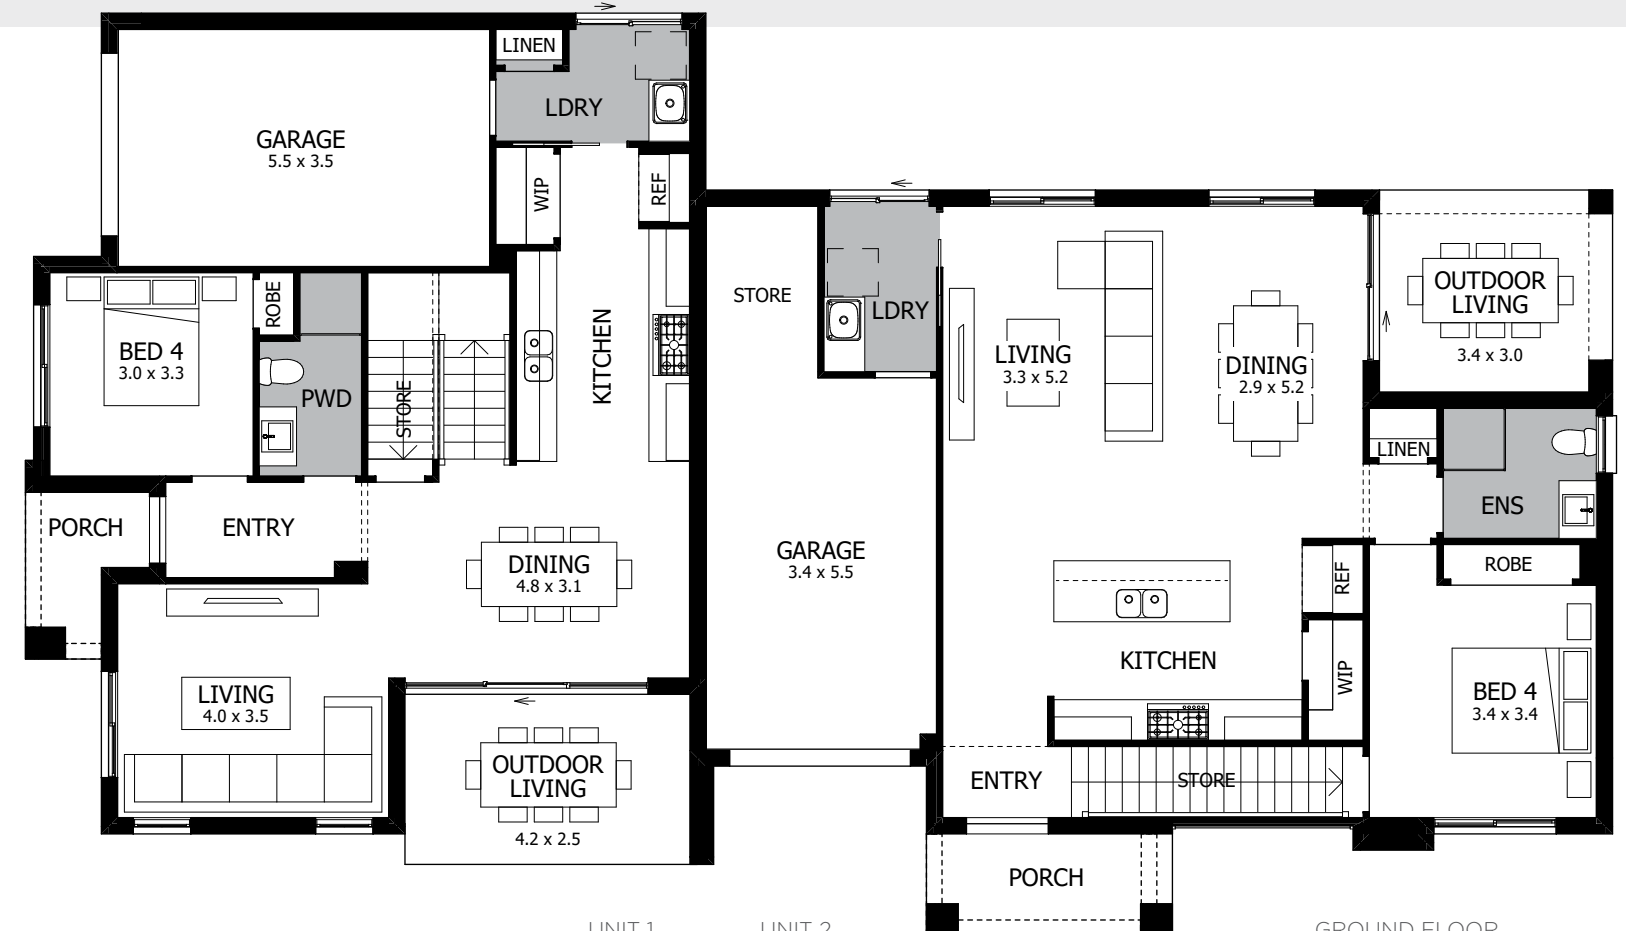 LINEN
LDRY
GARAGE
5.5 x 3.5
WIP
REF
ROBE
BED 4
3.0 x 3.3
PWD
STORE
KITCHEN
PORCH
ENTRY
DINING
4.8 x 3.1
LIVING
4.0 x 3.5
OUTDOOR
LIVING
4.2 x 2.5
STORE
LDRY
GARAGE
3.4 x 5.5
LIVING
3.3 x 5.2
DINING
2.9 x 5.2
OUTDOOR
LIVING
3.4 x 3.0
LINEN
ENS
ROBE
REF
KITCHEN
WIP
BED 4
3.4 x 3.4
ENTRY
STORE
PORCH
UNIT 1
UNIT 2
GROUND FLOOR